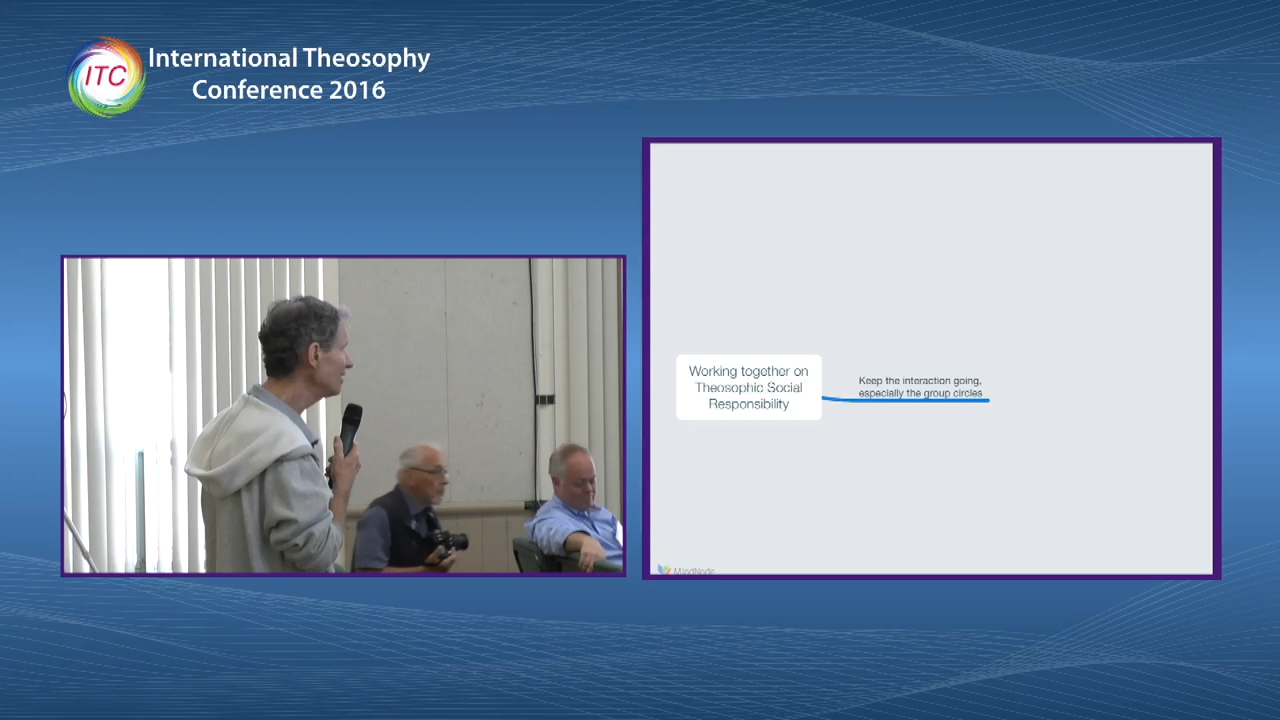 ITC
International Theosophy
Conference 2016
Working together on
Theosophic Social
Responsibility
Keep the interaction going,
especially the group circles
MindNode